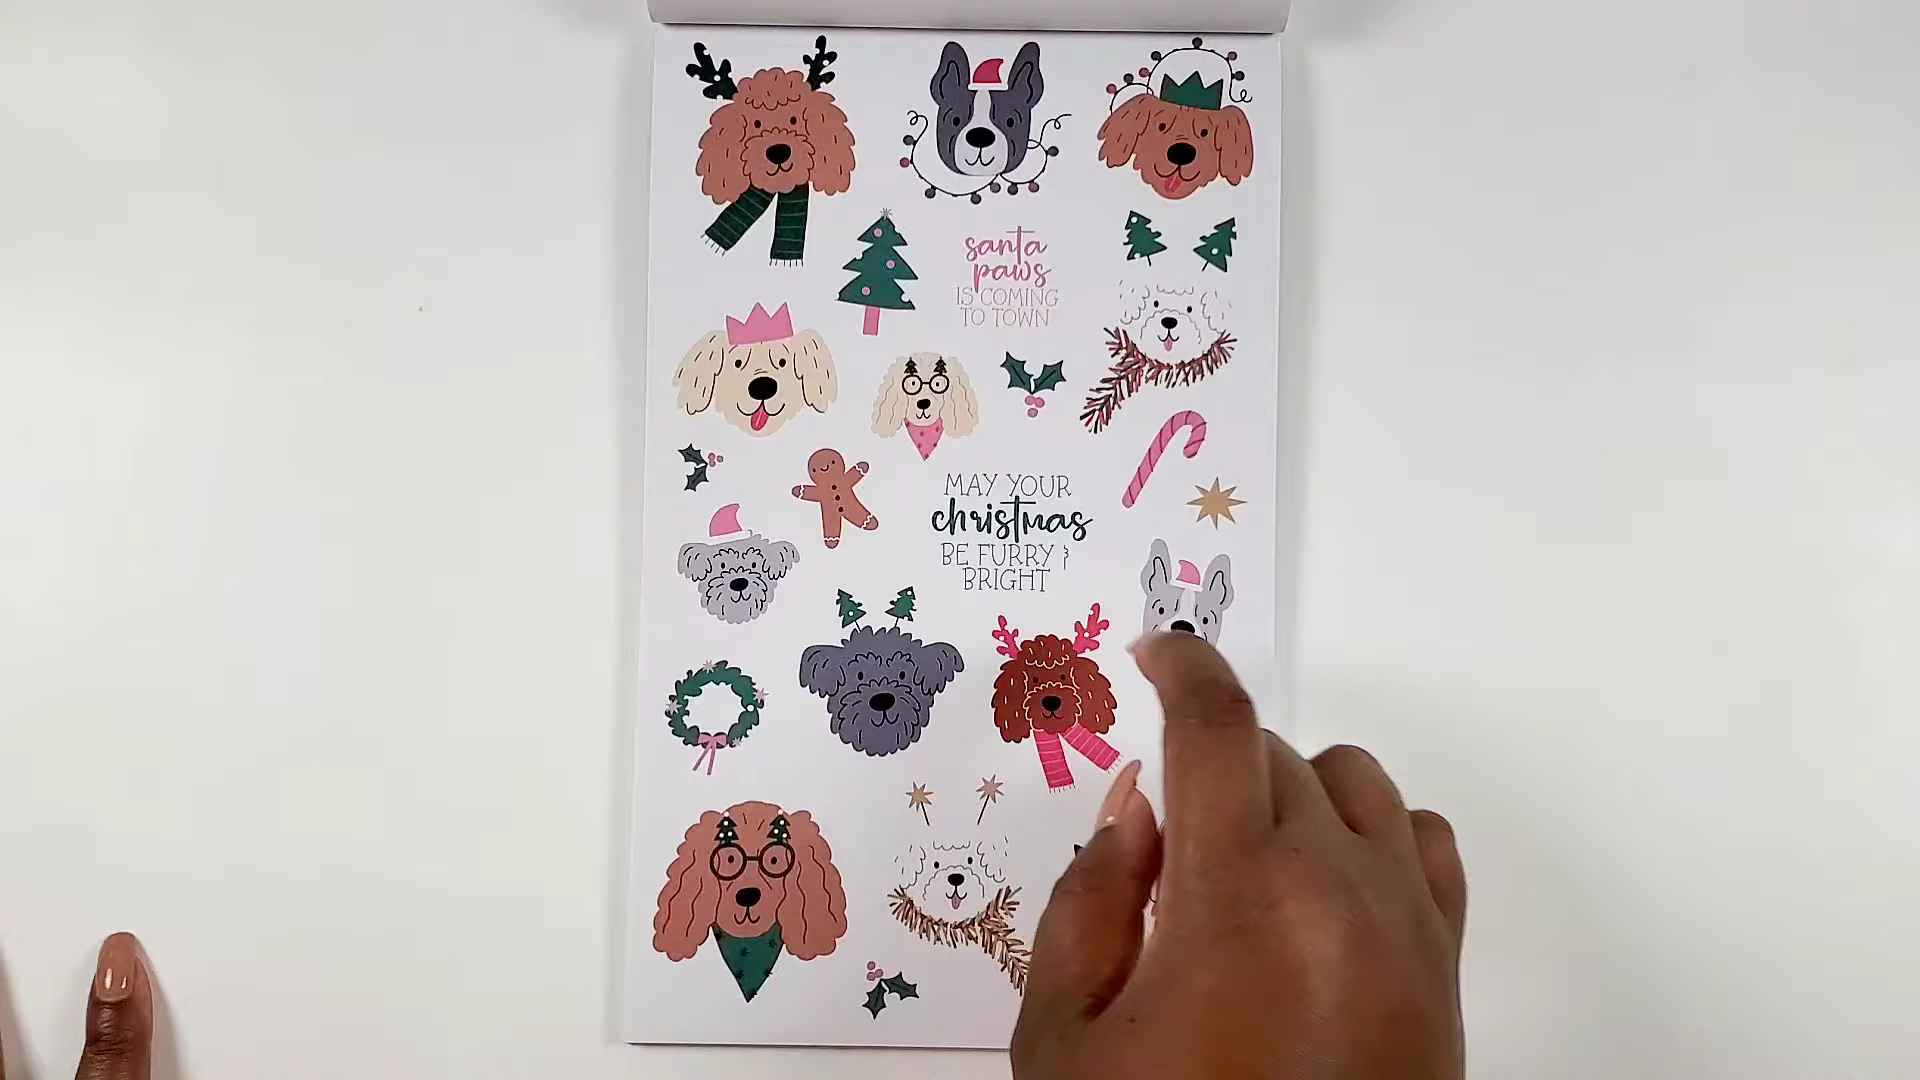 santa
paws
IS COMING
TO TOWN
MAY YOUR
christmas
BE FURRY &
BRIGHT